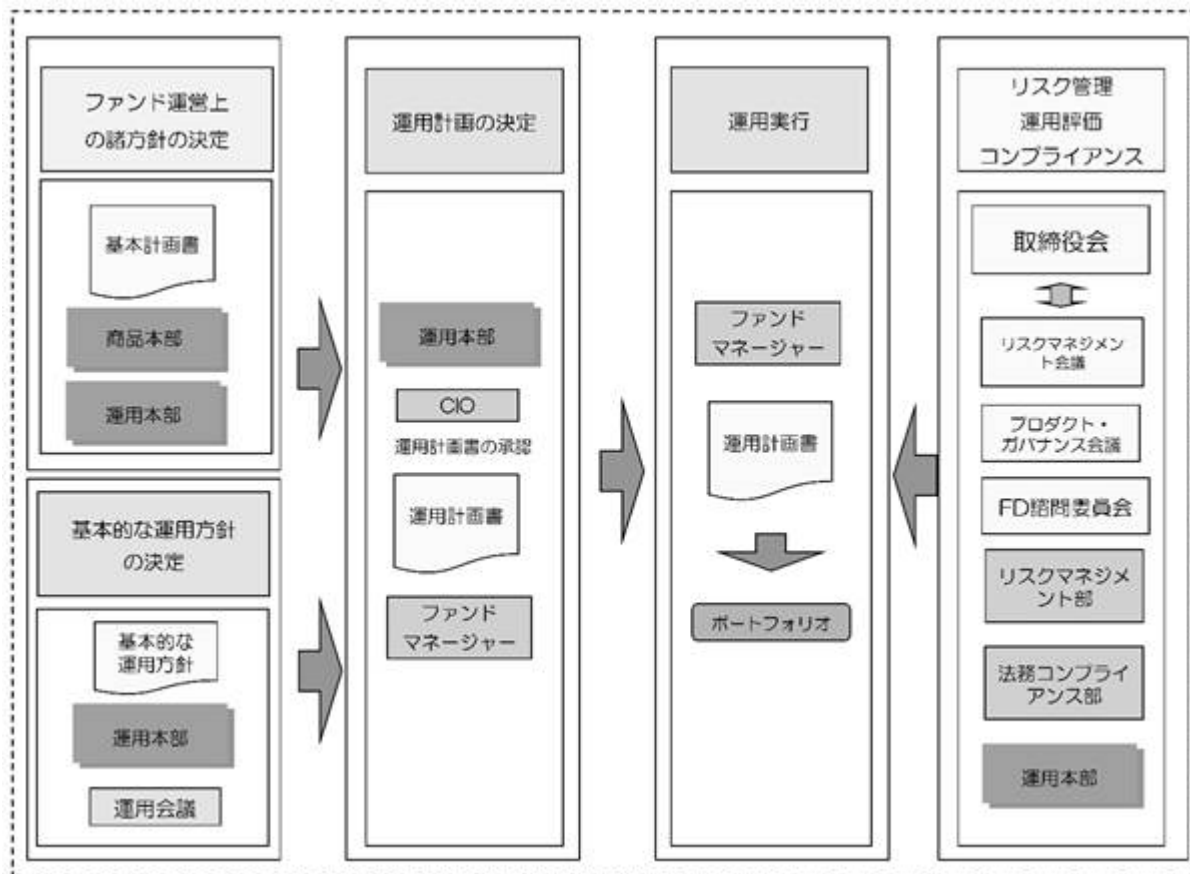 ファンド運営上
の諸方針の決定
基本計画書
商品本部
運用本部
基本的な運用方針
の決定
基本的な
運用方針
運用本部
運用会議
運用計画の決定
運用本部
CIO
運用計画書の承認
運用計画書
ファンド
マネージャー
運用実行
ファンド
マネージャー
運用計画書
ポートフォリオ
リスク管理
運用評価
コンプライアンス
取締役会
リスクマネジメン
ト会議
プロダクト・
ガバナンス会議
FD諮問委員会
リスクマネジメ
ント部
法務コンプライ
アンス部
運用本部